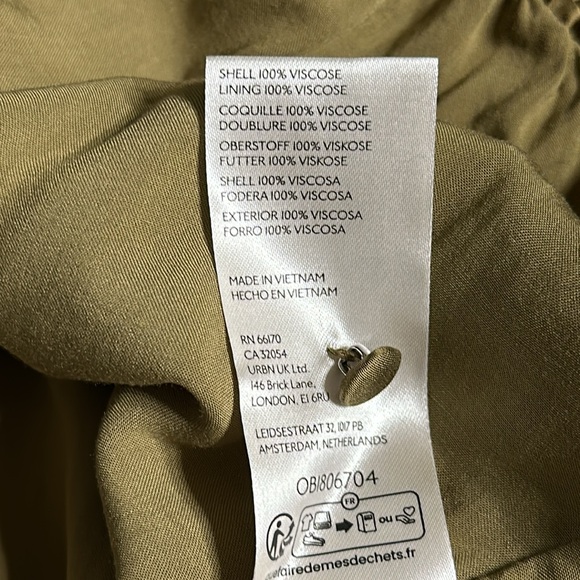 SHELL 100% VISCOSE
LINING 100% VISCOSE
COQUILLE 100% VISCOSE
DOUBLURE 100% VISCOSE
OBERSTOFF 100% VISKOSE
FUTTER 100% VISKOSE
SHELL 100% VISCOSA
FODERA 100% VISCOSA
EXTERIOR 100% VISCOSA
FORRO 100% VISCOSA
MADE IN VIETNAM
HECHO EN VIETNAM
RN 66170
CA 32054
URBN UK Ltd.
146 Brick Lane,
LONDON, E1 6RU
LEIDSESTRAAT 32, 1017 PB
AMSTERDAM, NETHERLANDS
OB1806704
FR
ou
efairedemesdechets.fr